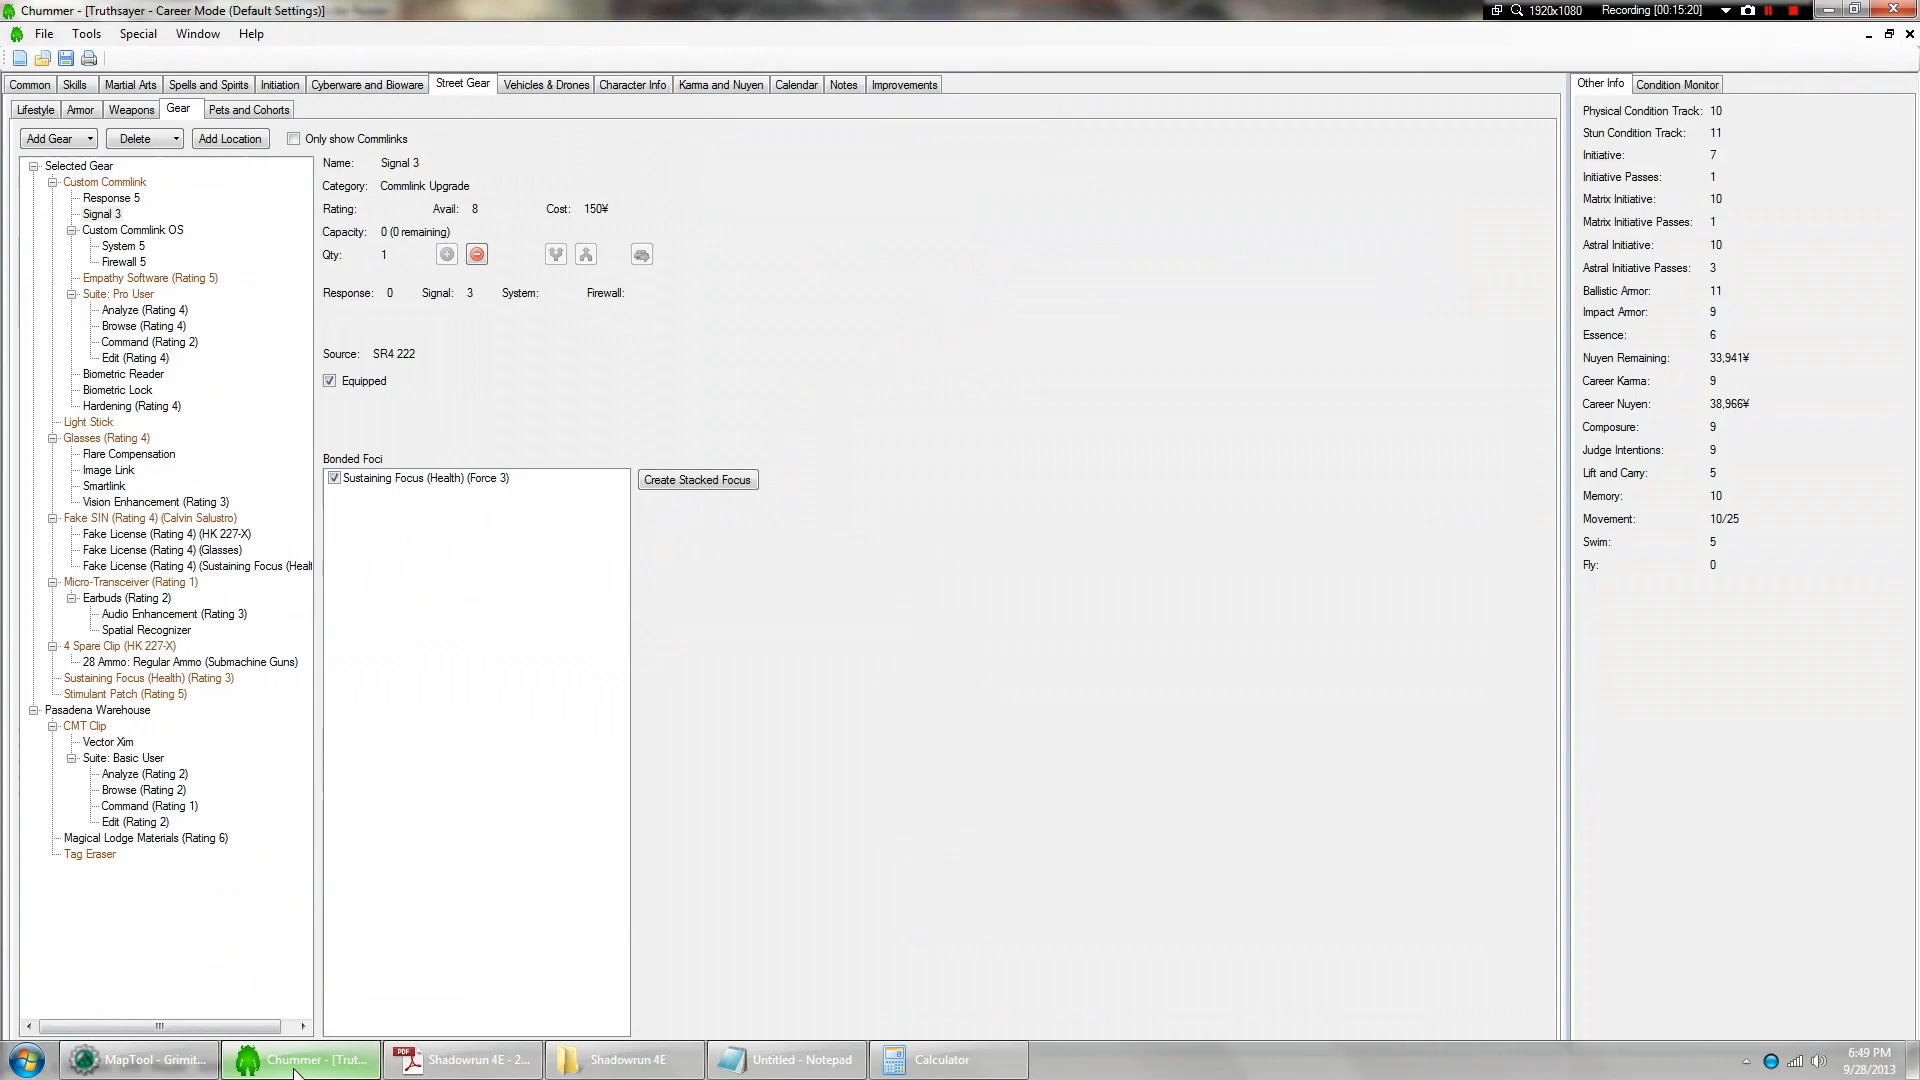 Chummer - [Truthsayer - Career Mode (Default Settings)]
1920x1080 Recording [00:15:20]
File Tools Special Window Help
Common Skills Martial Arts Spells and Spirits Initiation Cyberware and Bioware Street Gear Vehicles & Drones Character Info Karma and Nuyen Calendar Notes Improvements
Lifestyle Armor Weapons Gear Pets and Cohorts
Add Gear Delete Add Location Only show Commlinks
Selected Gear
Custom Commlink
Response 5
Signal 3
Custom Commlink OS
System 5
Firewall 5
Empathy Software (Rating 5)
Suite: Pro User
Analyze (Rating 4)
Browse (Rating 4)
Command (Rating 2)
Edit (Rating 4)
Biometric Reader
Biometric Lock
Hardening (Rating 4)
Light Stick
Glasses (Rating 4)
Flare Compensation
Image Link
Smartlink
Vision Enhancement (Rating 3)
Fake SIN (Rating 4) (Calvin Salustro)
Fake License (Rating 4) (HK 227-X)
Fake License (Rating 4) (Glasses)
Fake License (Rating 4) (Sustaining Focus (Healt
Micro-Transceiver (Rating 1)
Earbuds (Rating 2)
Audio Enhancement (Rating 3)
Spatial Recognizer
4 Spare Clip (HK 227-X)
28 Ammo: Regular Ammo (Submachine Guns)
Sustaining Focus (Health) (Rating 3)
Stimulant Patch (Rating 5)
Pasadena Warehouse
CMT Clip
Vector Xim
Suite: Basic User
Analyze (Rating 2)
Browse (Rating 2)
Command (Rating 1)
Edit (Rating 2)
Magical Lodge Materials (Rating 6)
Tag Eraser
Name: Signal 3
Category: Commlink Upgrade
Rating: Avail: 8 Cost: 150¥
Capacity: 0 (0 remaining)
Qty: 1
Response: 0 Signal: 3 System: Firewall:
Source: SR4 222
Equipped
Bonded Foci
Sustaining Focus (Health) (Force 3)
Create Stacked Focus
Other Info Condition Monitor
Physical Condition Track: 10
Stun Condition Track: 11
Initiative: 7
Initiative Passes: 1
Matrix Initiative: 10
Matrix Initiative Passes: 1
Astral Initiative: 10
Astral Initiative Passes: 3
Ballistic Armor: 11
Impact Armor: 9
Essence: 6
Nuyen Remaining: 33,941¥
Career Karma: 9
Career Nuyen: 38,966¥
Composure: 9
Judge Intentions: 9
Lift and Carry: 5
Memory: 10
Movement: 10/25
Swim: 5
Fly: 0
MapTool - Grimit... Chummer - [Trut... Shadowrun 4E - 2... Shadowrun 4E Untitled - Notepad Calculator
6:49 PM
9/28/2013